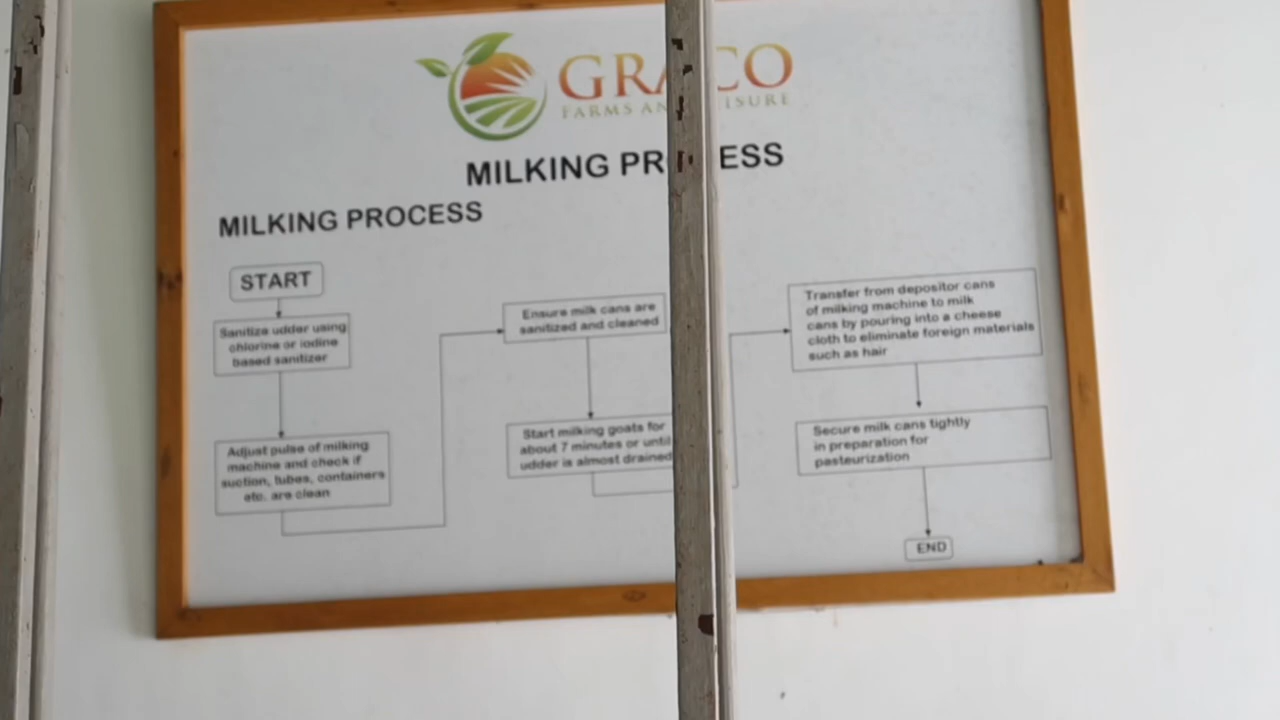 GRA CO
FARMS AN ISURE
MILKING PR ESS
MILKING PROCESS
START
Sanitize udder using
chlorine or iodine
based sanitizer
Adjust pulse of milking
machine and check if
suction, tubes, containers
etc. are clean
Ensure milk cans are
sanitized and cleaned
Start milking goats for
about 7 minutes or until
udder is almost drained
Transfer from depositor cans
of milking machine to milk
cans by pouring into a cheese
cloth to eliminate foreign materials
such as hair
Secure milk cans tightly
in preparation for
pasteurization
END